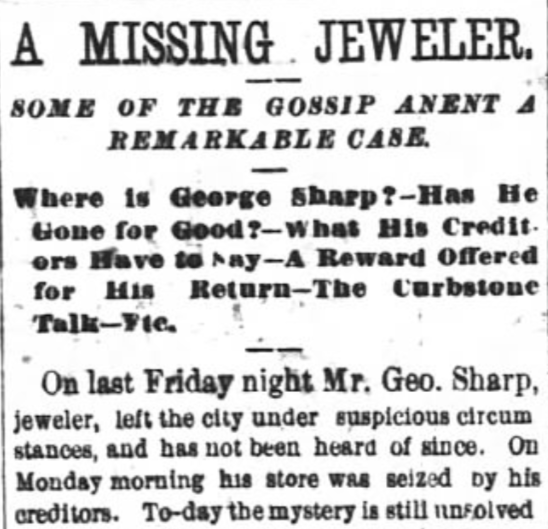 A MISSING JEWELER.
SOME OF THE GOSSIP ANENT A
REMARKABLE CASE.
Where is George Sharp?—Has He
Gone for Good?—What His Credit-
ors Have to Say—A Reward Offered
for His Return—The Curbstone
Talk—Etc.
On last Friday night Mr. Geo. Sharp,
jeweler, left the city under suspicious circum
stances, and has not been heard of since. On
Monday morning his store was seized by his
creditors. To-day the mystery is still unsolved